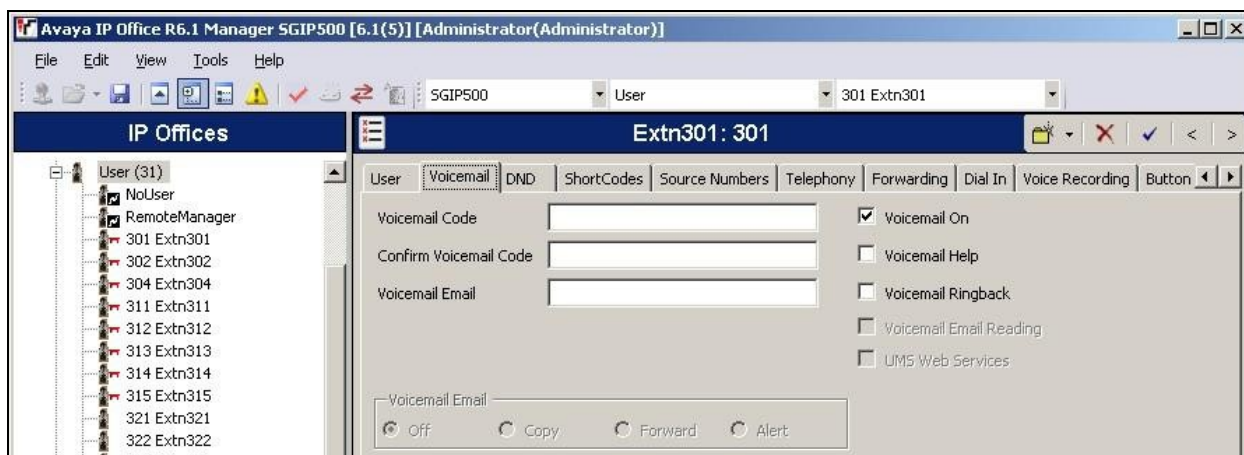 Avaya IP Office R6.1 Manager SGIP500 [6.1(5)] [Administrator(Administrator)]
File Edit View Tools Help
SGIP500 User 301 Extn301
IP Offices
Extn301: 301
User (31)
NoUser
RemoteManager
301 Extn301
302 Extn302
304 Extn304
311 Extn311
312 Extn312
313 Extn313
314 Extn314
315 Extn315
321 Extn321
322 Extn322
User Voicemail DND ShortCodes Source Numbers Telephony Forwarding Dial In Voice Recording Button
Voicemail Code
Voicemail On
Confirm Voicemail Code
Voicemail Help
Voicemail Email
Voicemail Ringback
Voicemail Email Reading
UMS Web Services
Voicemail Email
Off Copy Forward Alert